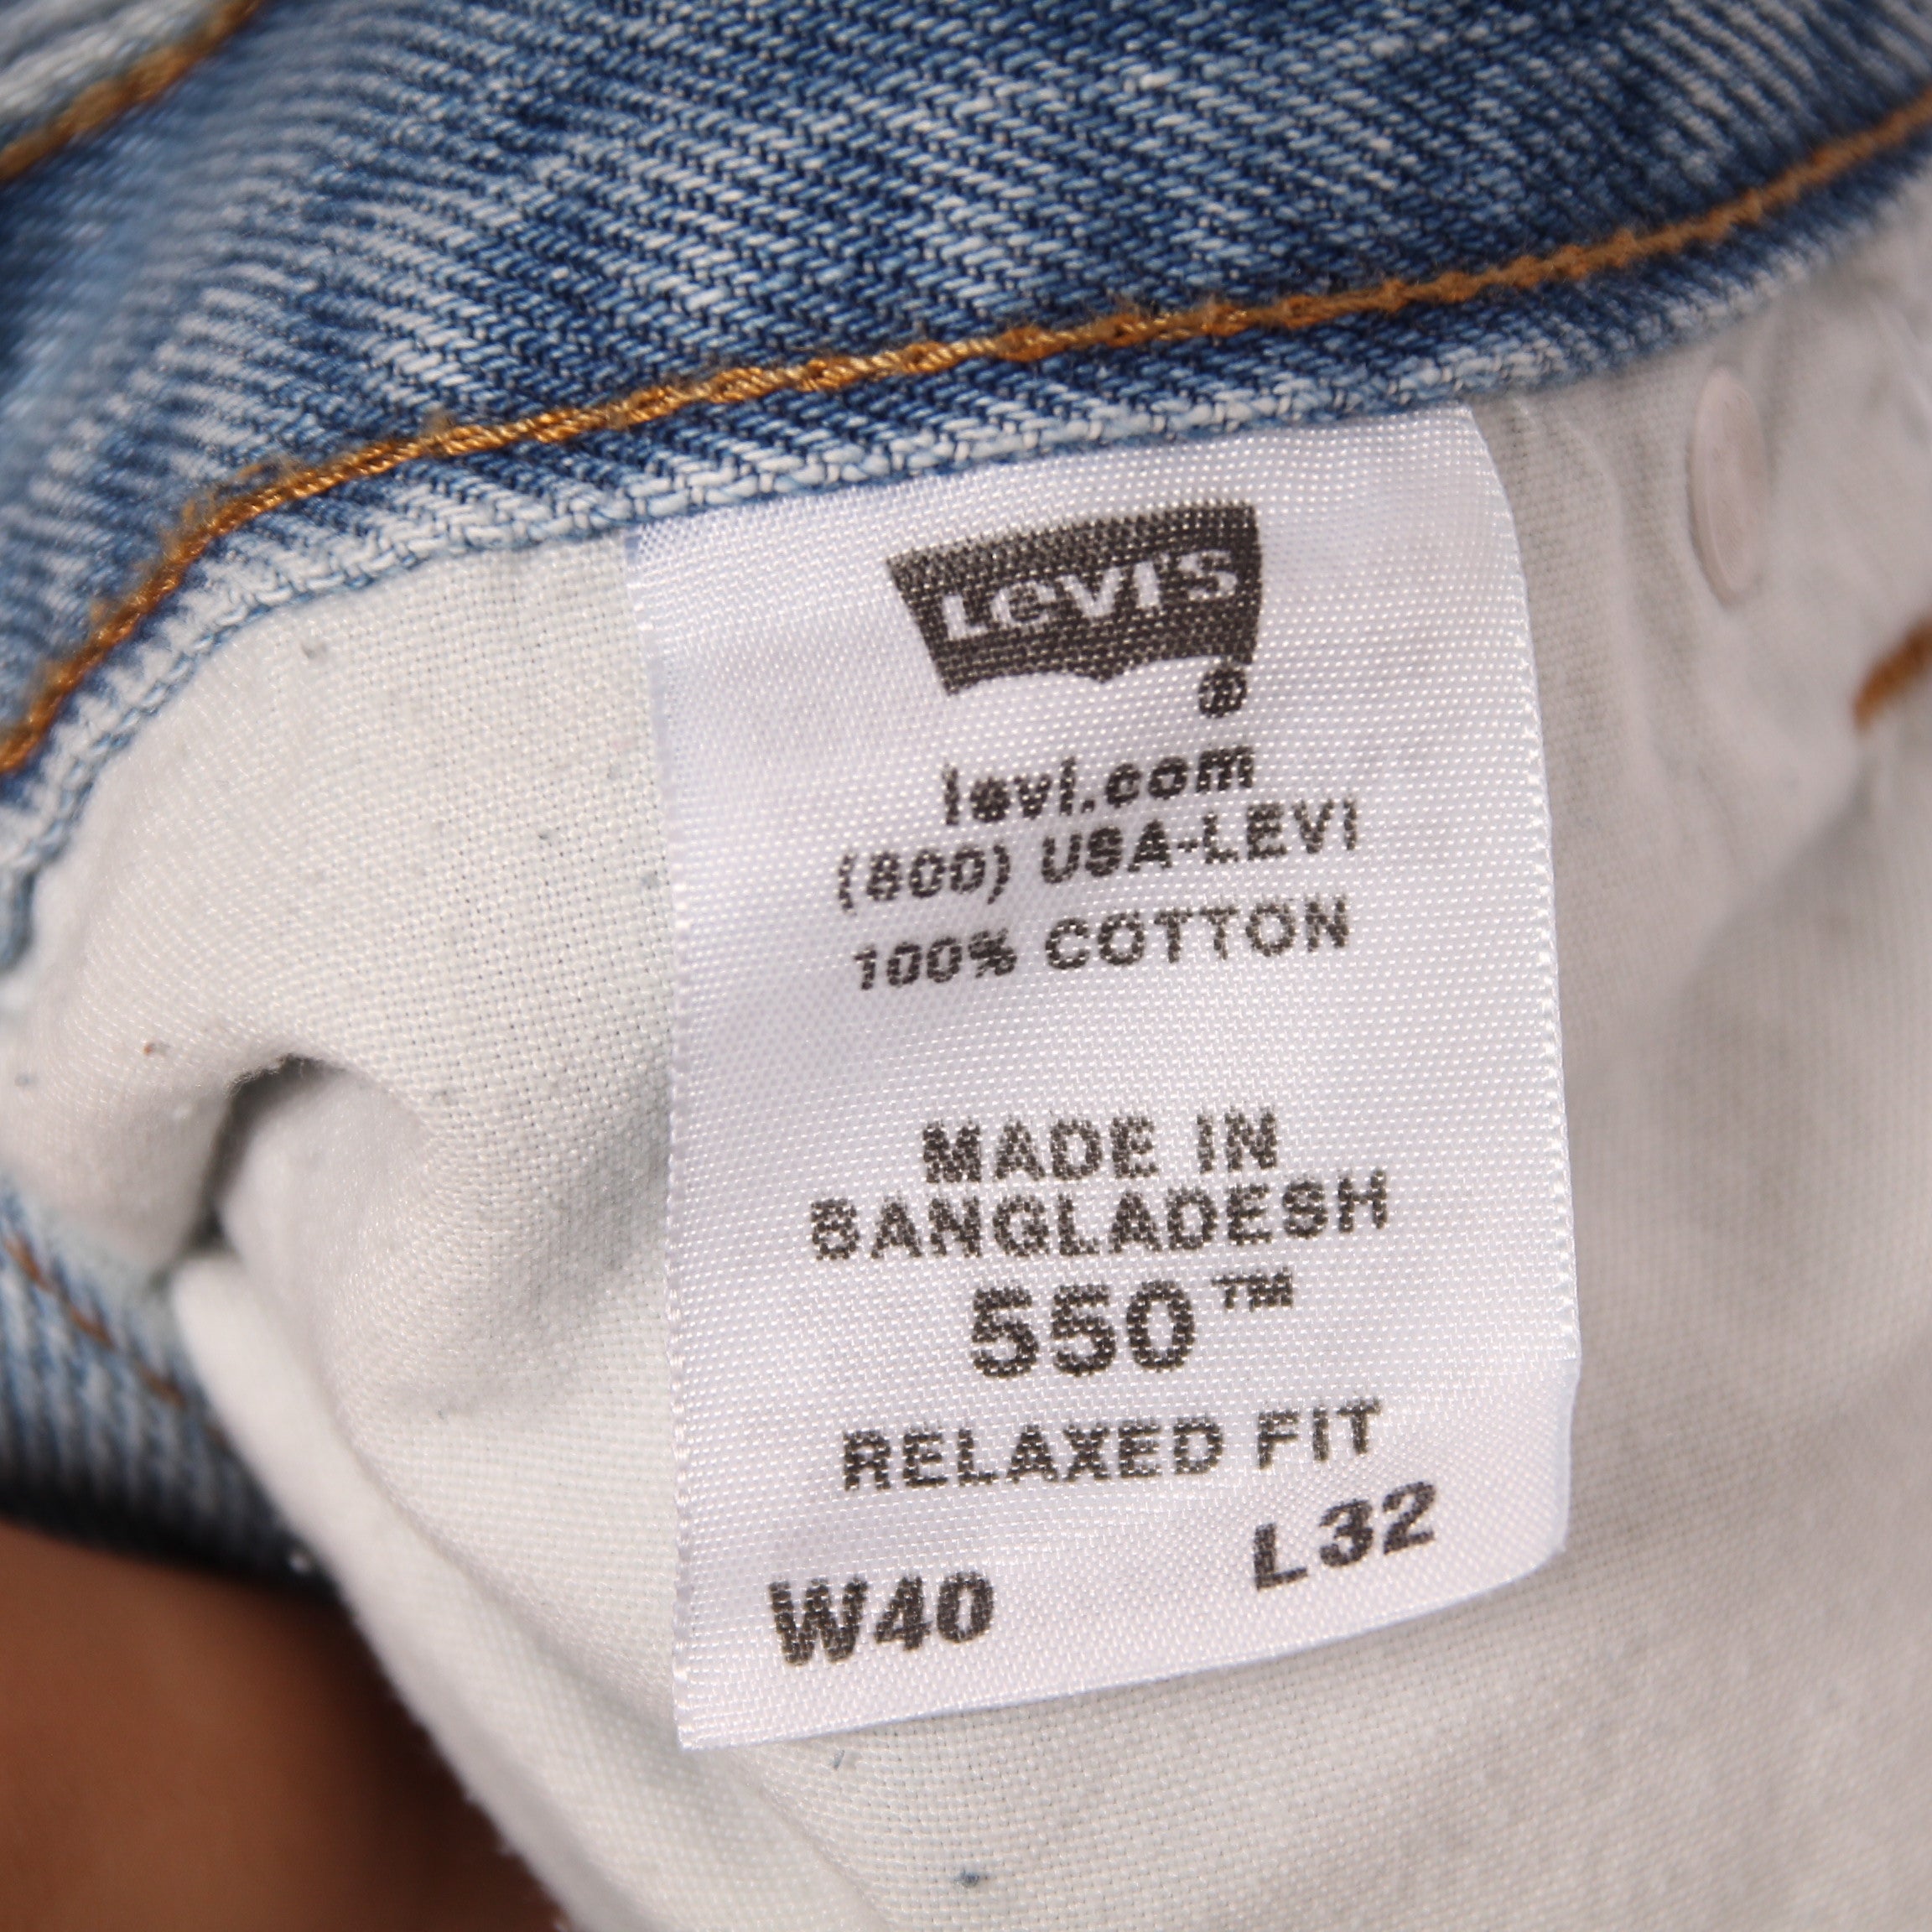 LEVI'S
®
levi.com
(800) USA-LEVI
100% COTTON
MADE IN
BANGLADESH
550™
RELAXED FIT
W40 L32